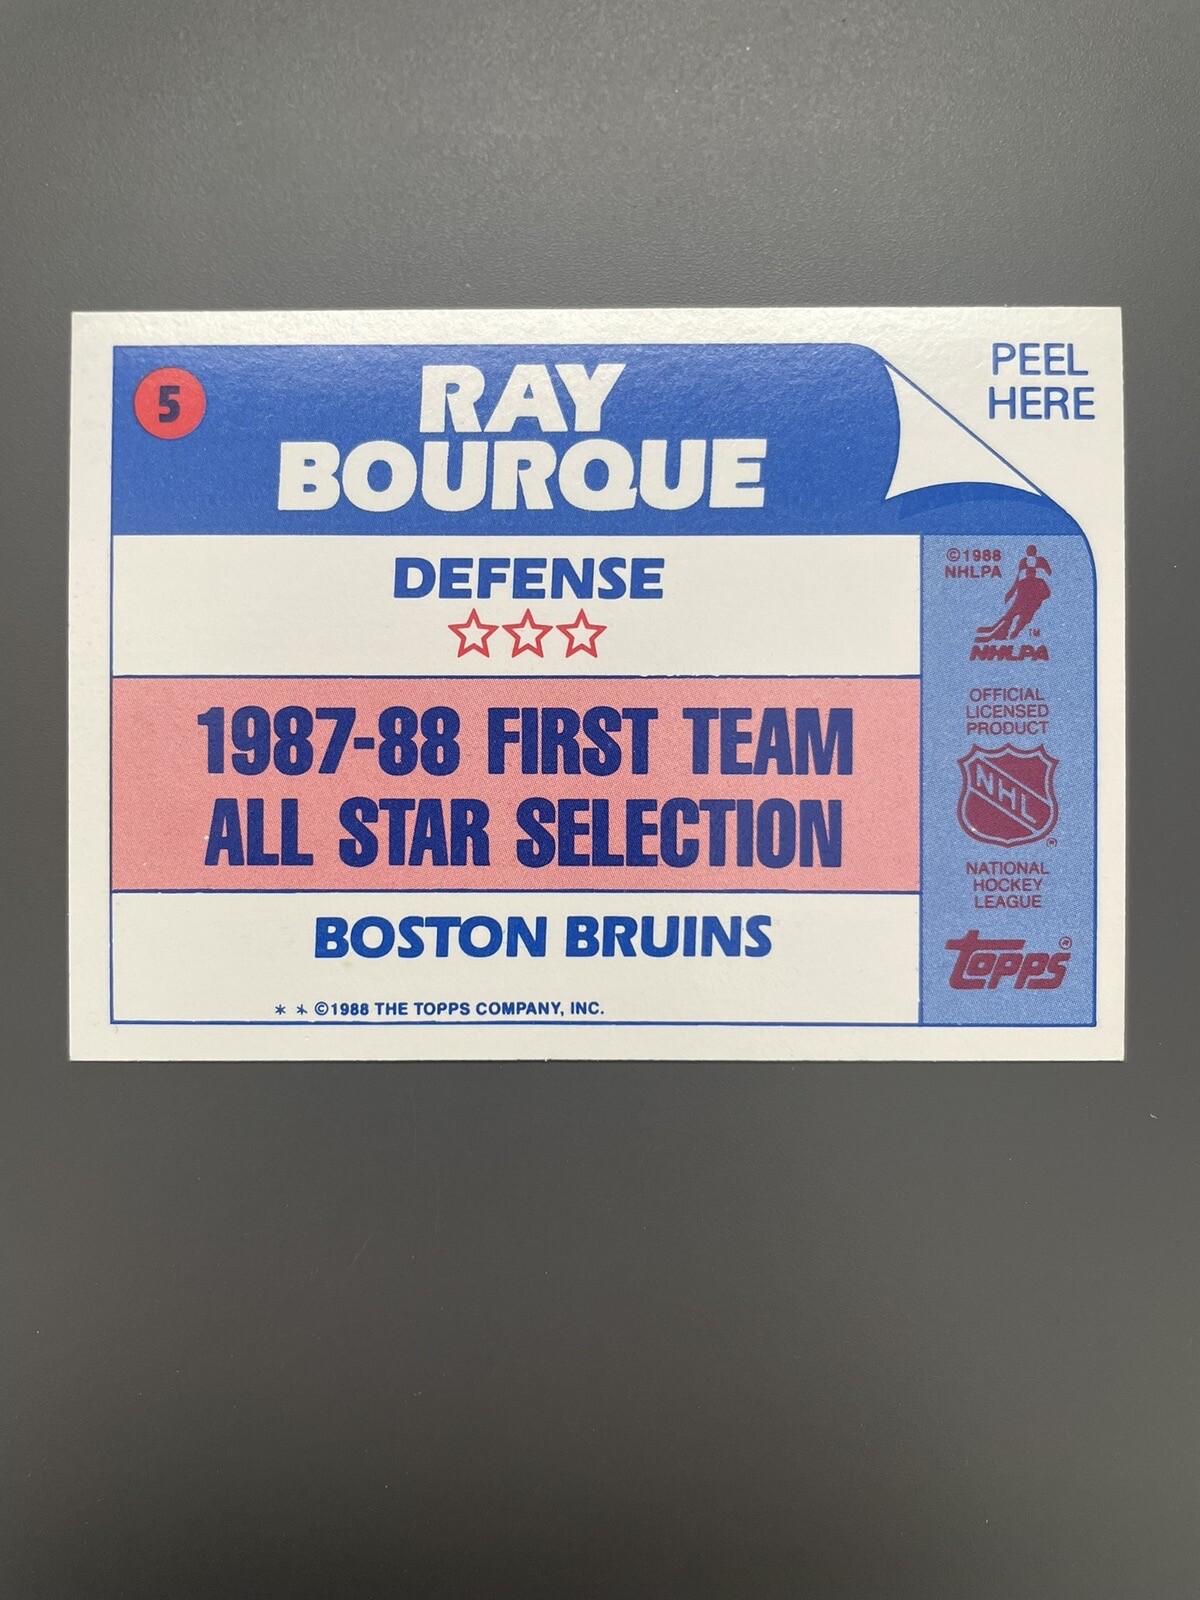 5
RAY
BOURQUE
PEEL
HERE
DEFENSE
1987-88 FIRST TEAM
ALL STAR SELECTION
BOSTON BRUINS
* * ©1988 THE TOPPS COMPANY, INC.
©1988
NHLPA
TM
NHLPA
OFFICIAL
LICENSED
PRODUCT
NHL
®
NATIONAL
HOCKEY
LEAGUE
topps®